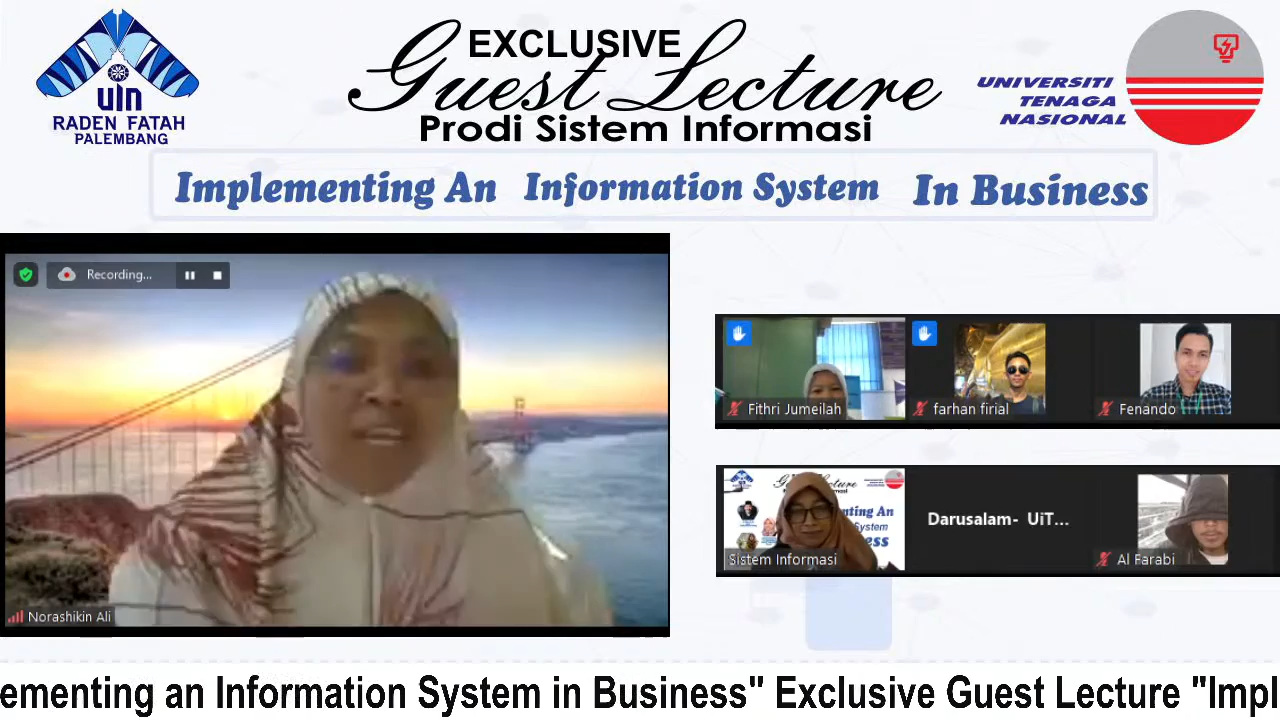 uin
RADEN FATAH
PALEMBANG
EXCLUSIVE
Guest Lecture
Prodi Sistem Informasi
UNIVERSITI
TENAGA
NASIONAL
Implementing An Information System In Business
Recording...
Norashikin Ali
Fithri Jumeilah
farhan firial
Fenando
Sistem Informasi
Darusalam- UiT...
Al Farabi
ementing an Information System in Business" Exclusive Guest Lecture "Impl